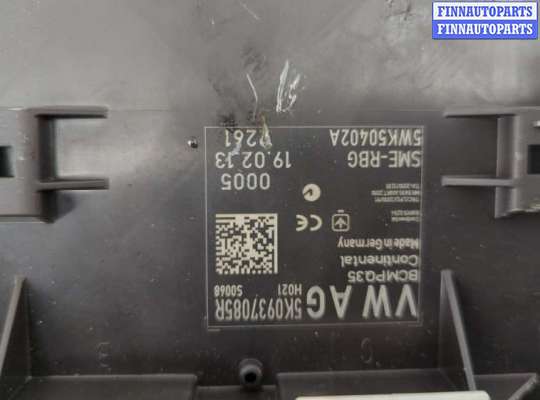 FINNAUTOPARTS
FINNAUTOPARTS
VW AG
5K0937085R
H021
S0068
BCMPQ35
Continental
Made in Germany
0005
19.02.13
9261
SME-RBG
5WK50402A